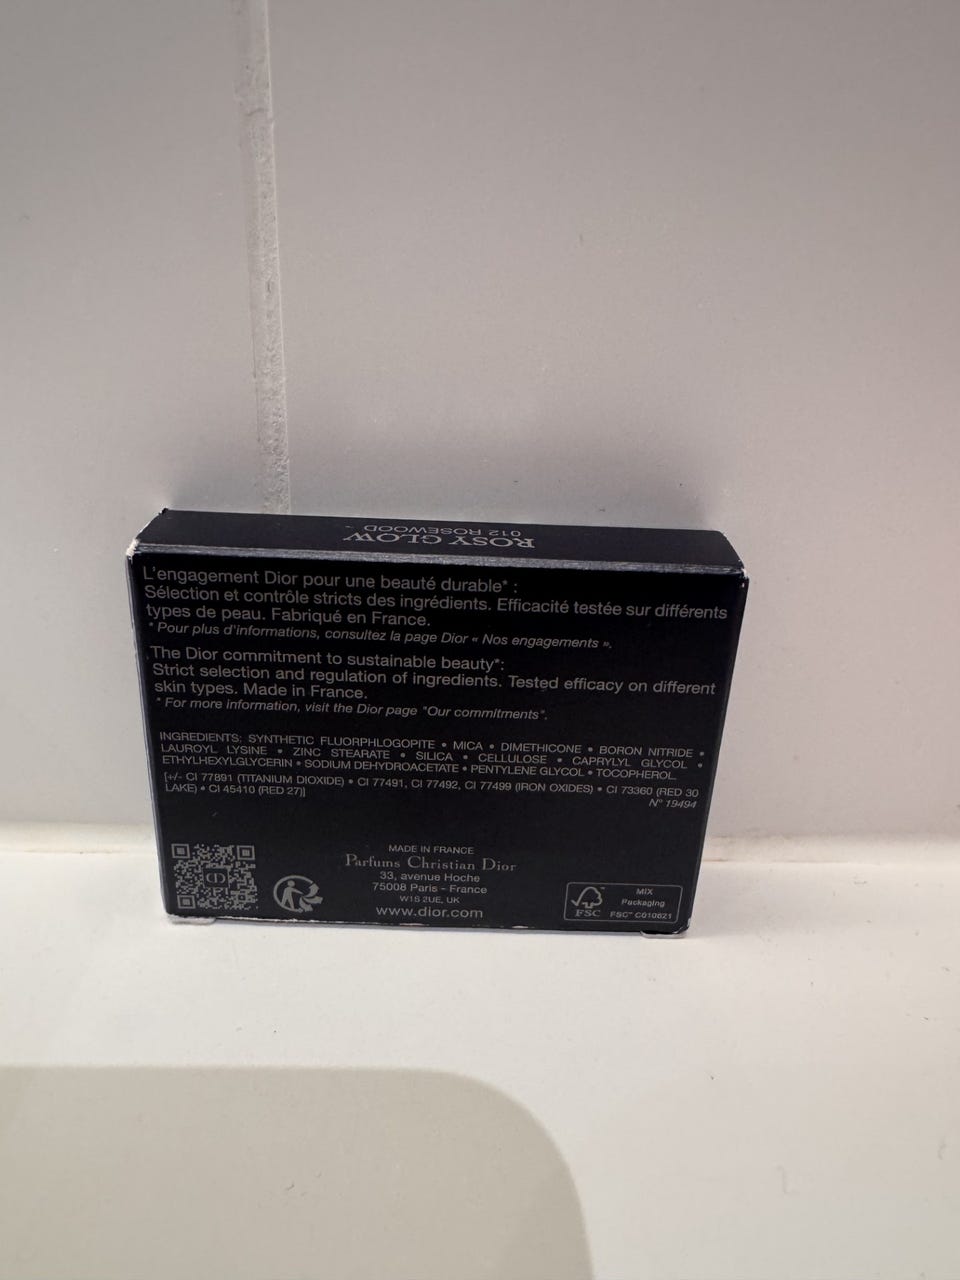 ROSY GLOW
012 ROSEWOOD
L'engagement Dior pour une beauté durable* :
Sélection et contrôle stricts des ingrédients. Efficacité testée sur différents
types de peau. Fabriqué en France.
* Pour plus d'informations, consultez la page Dior « Nos engagements ».
The Dior commitment to sustainable beauty*:
Strict selection and regulation of ingredients. Tested efficacy on different
skin types. Made in France.
* For more information, visit the Dior page "Our commitments".
INGREDIENTS: SYNTHETIC FLUORPHLOGOPITE • MICA • DIMETHICONE • BORON NITRIDE •
LAUROYL LYSINE • ZINC STEARATE • SILICA • CELLULOSE • CAPRYLYL GLYCOL •
ETHYLHEXYLGLYCERIN • SODIUM DEHYDROACETATE • PENTYLENE GLYCOL • TOCOPHEROL.
[+/- CI 77891 (TITANIUM DIOXIDE) • CI 77491, CI 77492, CI 77499 (IRON OXIDES) • CI 73360 (RED 30
LAKE) • CI 45410 (RED 27)]
N° 19494
MADE IN FRANCE
Parfums Christian Dior
33, avenue Hoche
75008 Paris - France
W1S 2UE, UK
www.dior.com
FSC
MIX
Packaging
FSC™ C010621